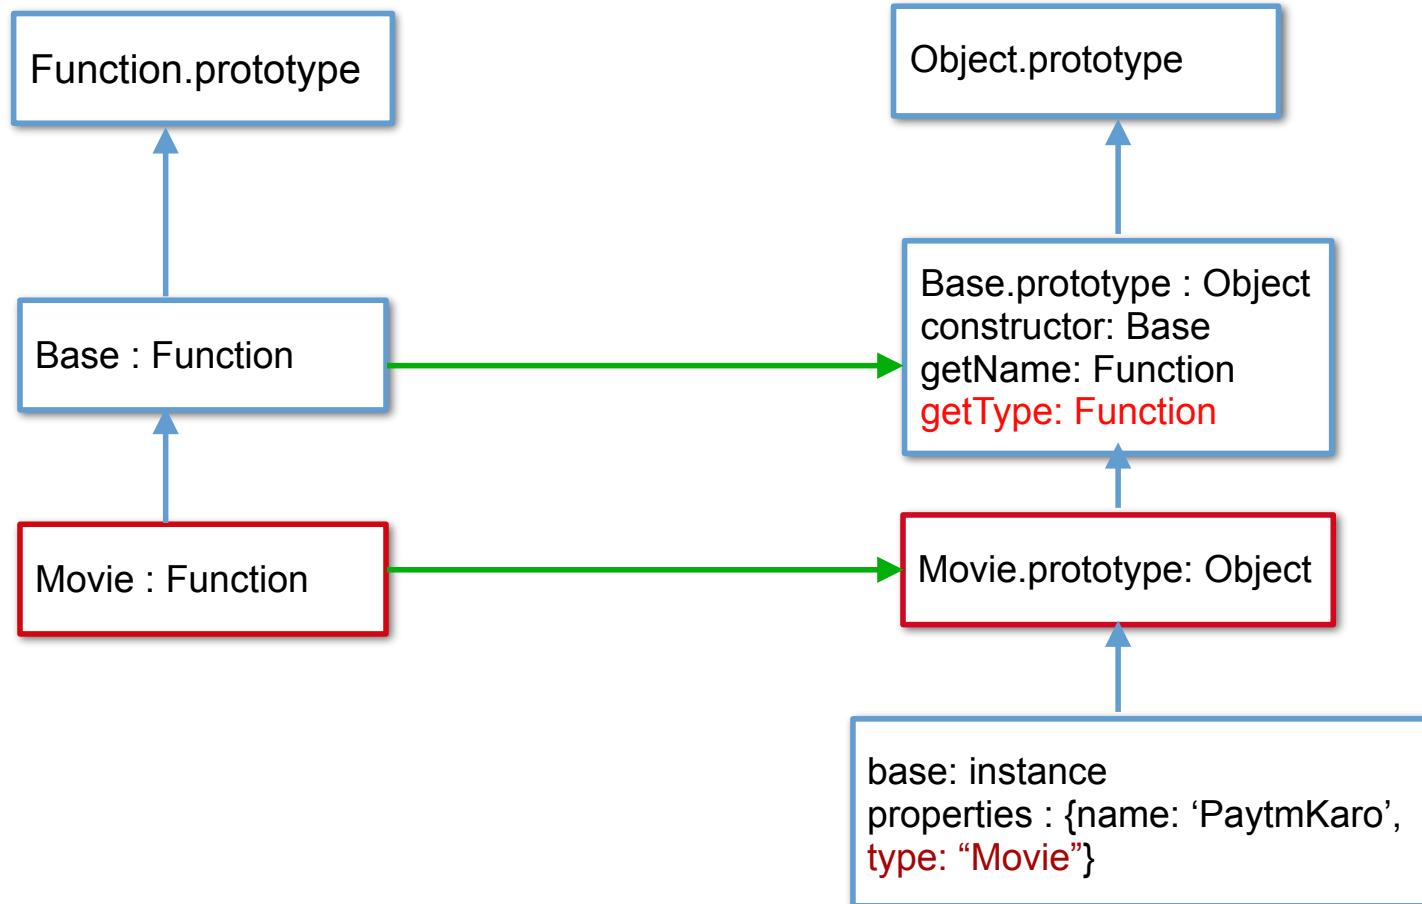 Function.prototype
Object.prototype
Base : Function
Base.prototype : Object
constructor: Base
getName: Function
getType: Function
Movie : Function
Movie.prototype: Object
base: instance
properties : {name: ‘PaytmKaro’,
type: “Movie”}